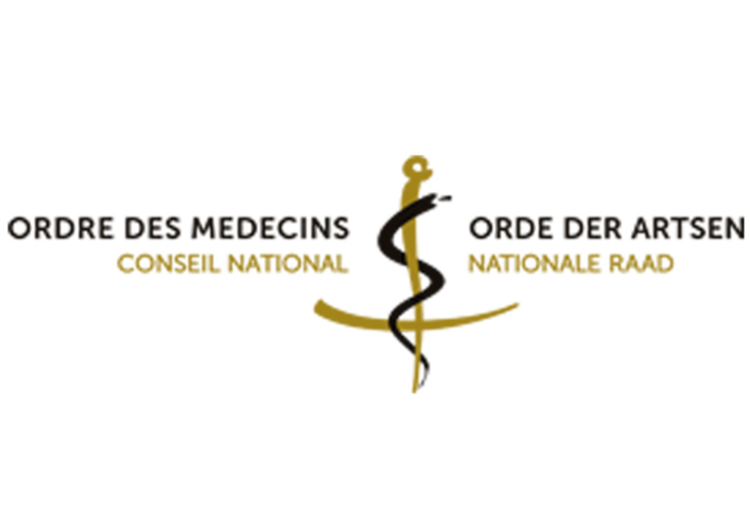 ORDRE DES MEDECINS
CONSEIL NATIONAL
ORDE DER ARTSEN
NATIONALE RAAD